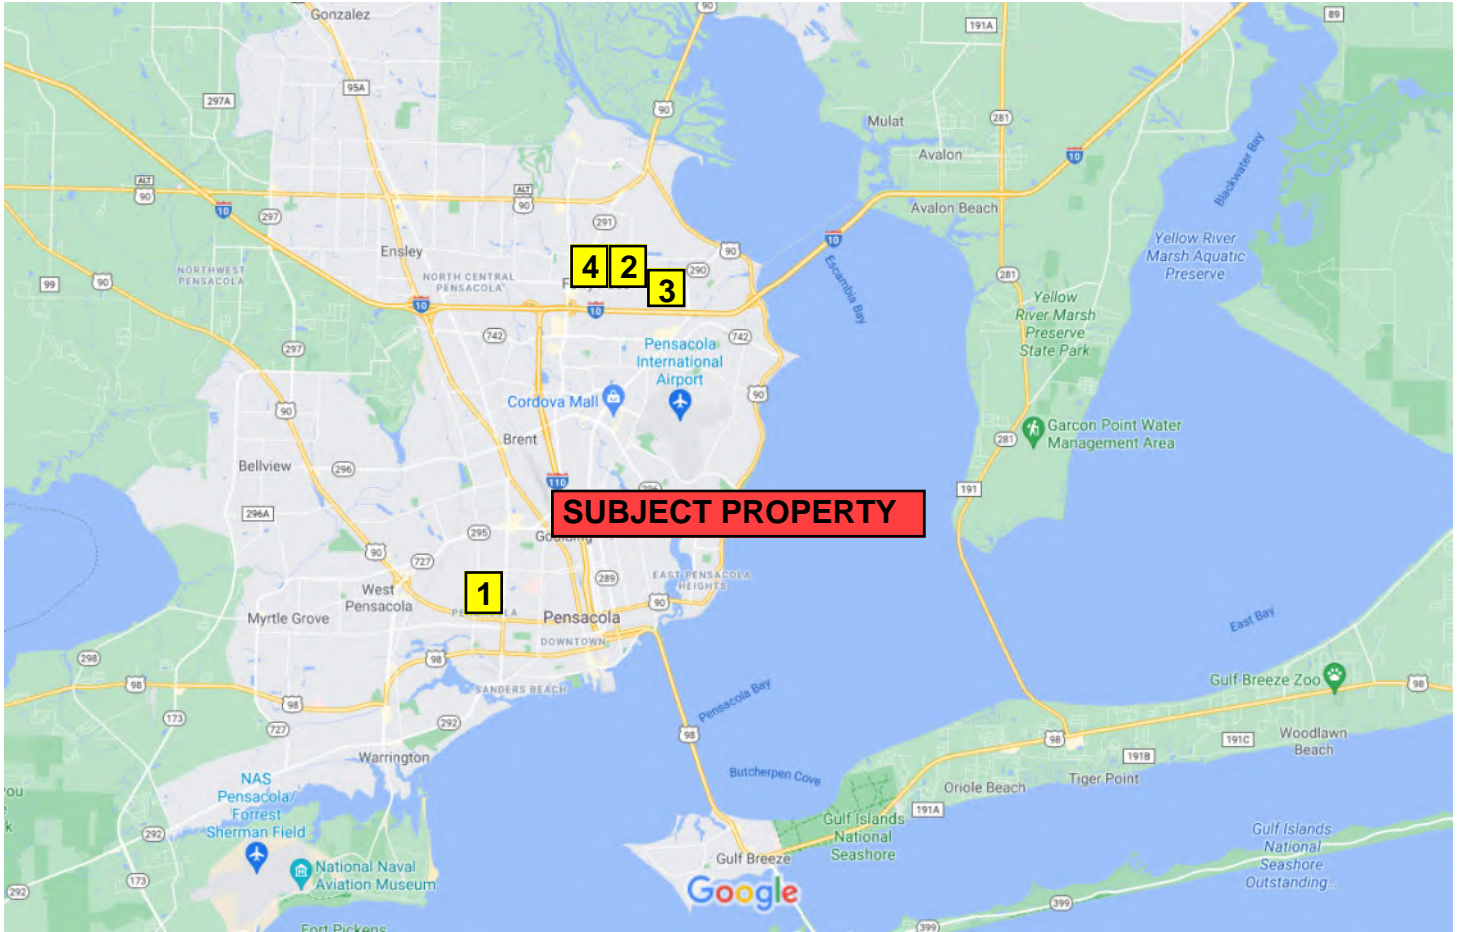 Gonzalez
90
191A
89
95A
297A
90
281
Mulat
Avalon
10
Blackwater Bay
ALT
90
ALT
90
10
297
291
Avalon Beach
Ensley
10
90
Yellow River
Marsh Aquatic
Preserve
NORTHWEST
PENSACOLA
NORTH CENTRAL
PENSACOLA
4
2
3
290
Escambia Bay
281
99
90
10
10
Yellow
River Marsh
Preserve
State Park
742
742
297
Pensacola
International
Airport
Cordova Mall
90
90
Brent
281
Garcon Point Water
Management Area
Bellview
296
110
191
296A
SUBJECT PROPERTY
295
90
727
289
EAST PENSACOLA
HEIGHTS
West
Pensacola
1
90
Myrtle Grove
Pensacola
East Bay
DOWNTOWN
298
98
98
SANDERS BEACH
Pensacola Bay
Gulf Breeze Zoo
98
98
173
727
292
98
98
191C
Woodlawn
Beach
Warrington
191B
NAS
Pensacola/
Forrest
Sherman Field
Butcherpen Cove
Tiger Point
Oriole Beach
191A
292
Gulf Islands
National
Seashore
Gulf Islands
National
Seashore
Outstanding...
Gulf Breeze
National Naval
Aviation Museum
173
292
Google
399
399
Fort Pickens